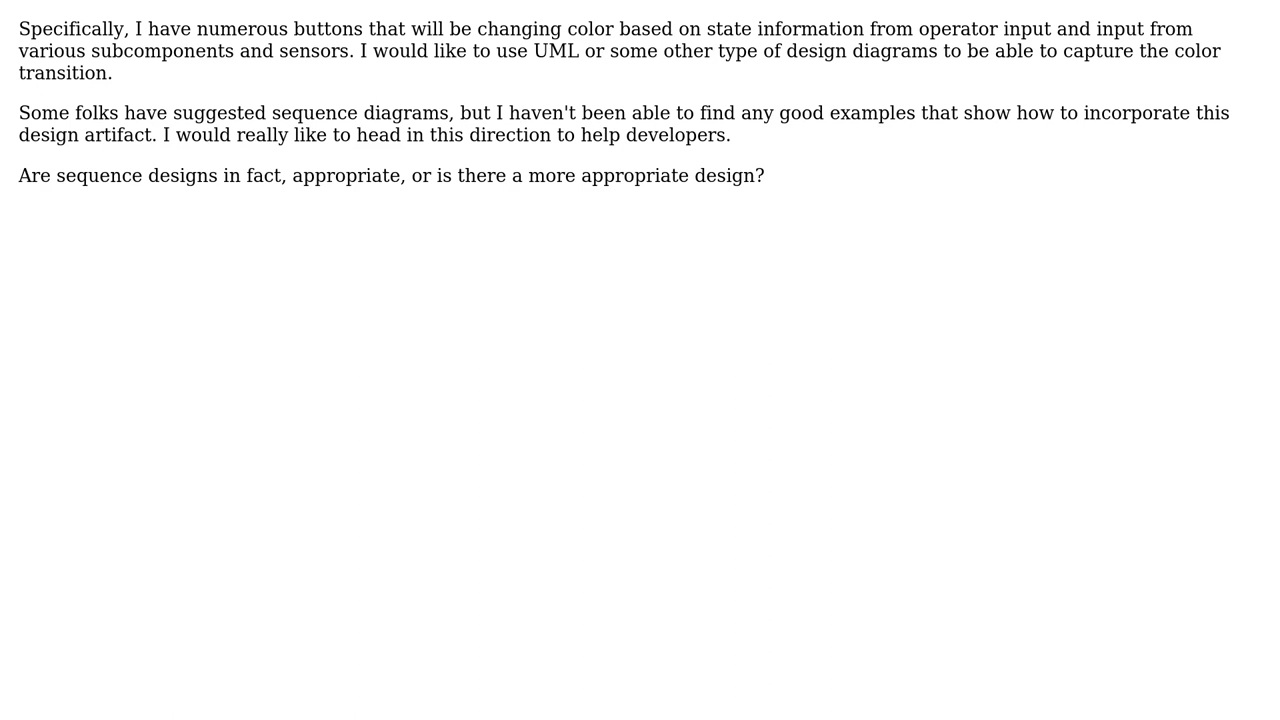 Specifically, I have numerous buttons that will be changing color based on state information from operator input and input from
various subcomponents and sensors. I would like to use UML or some other type of design diagrams to be able to capture the color
transition.
Some folks have suggested sequence diagrams, but I haven't been able to find any good examples that show how to incorporate this
design artifact. I would really like to head in this direction to help developers.
Are sequence designs in fact, appropriate, or is there a more appropriate design?